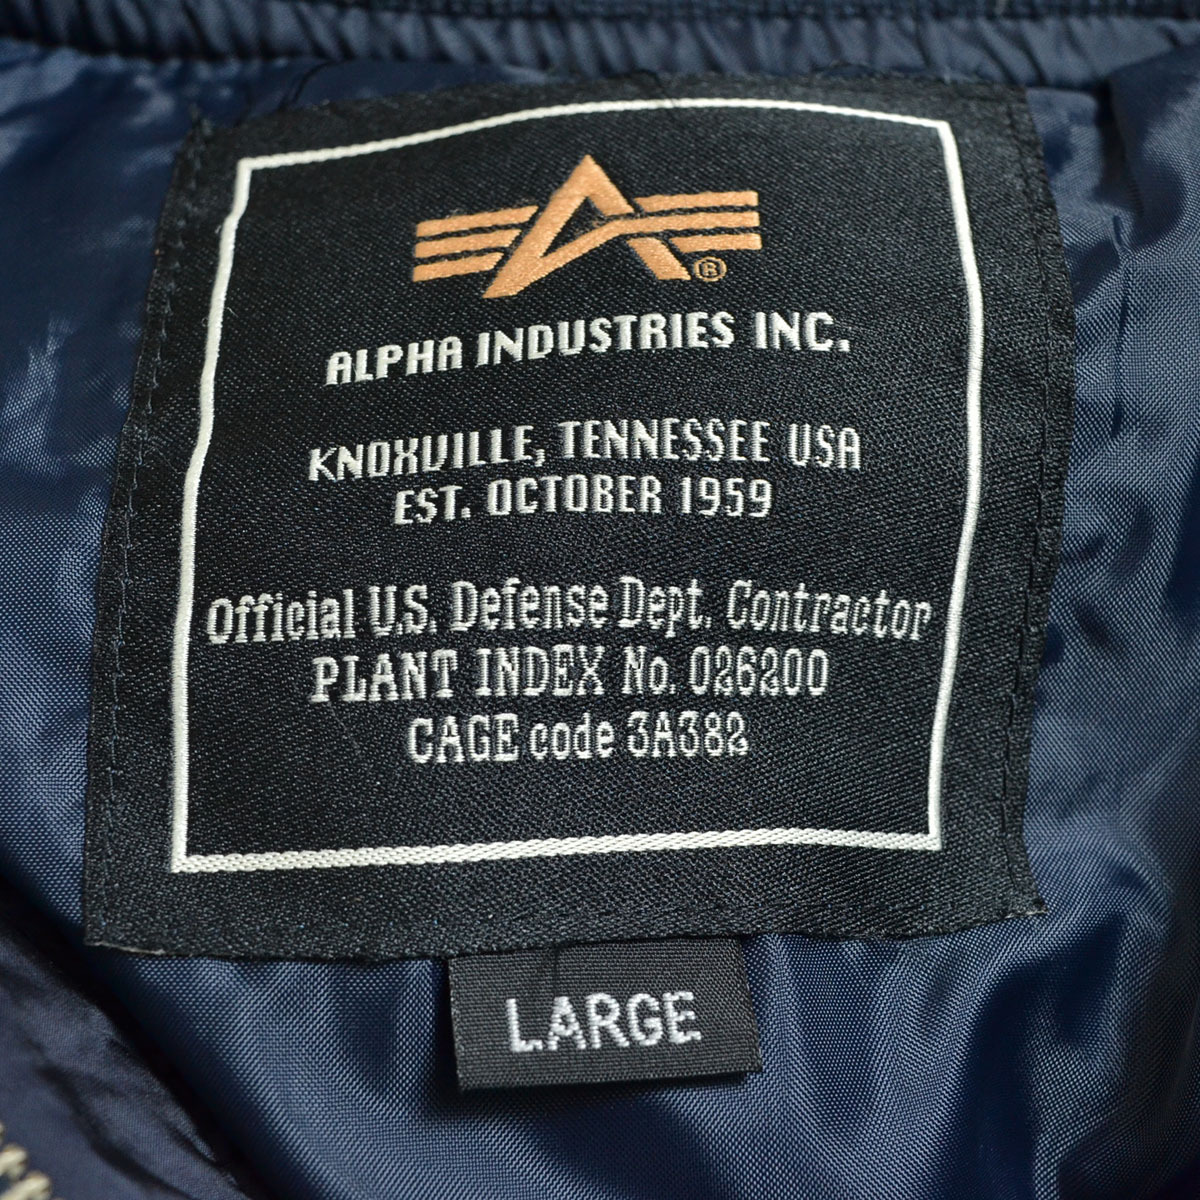 ®
ALPHA INDUSTRIES INC.
KNOXVILLE, TENNESSEE USA
EST. OCTOBER 1959
Official U.S. Defense Dept. Contractor
PLANT INDEX No. 026200
CAGE code 3A382
LARGE